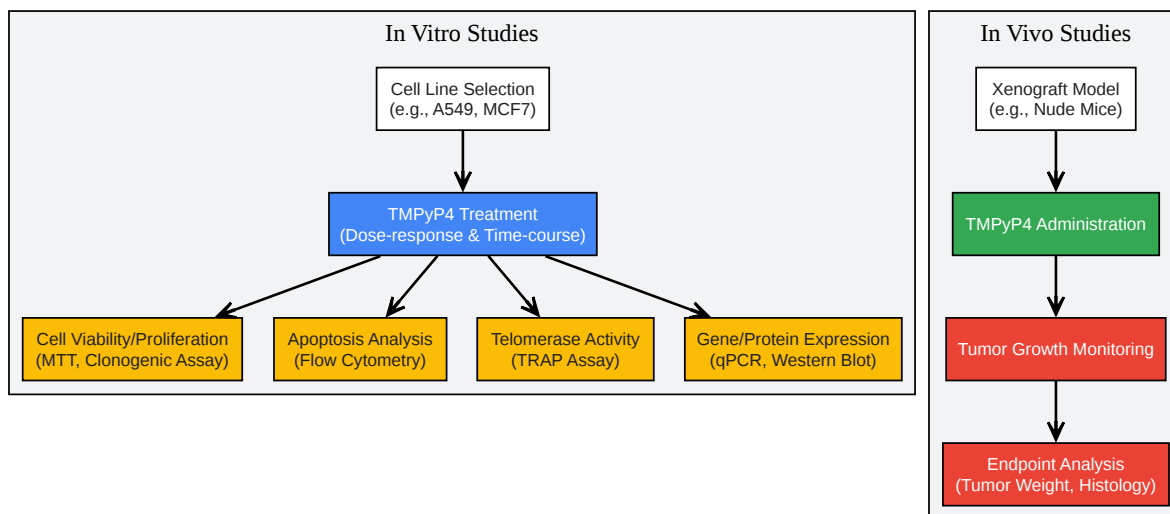 In Vitro Studies
Cell Line Selection
(e.g., A549, MCF7)
TMPyP4 Treatment
(Dose-response & Time-course)
Cell Viability/Proliferation
(MTT, Clonogenic Assay)
Apoptosis Analysis
(Flow Cytometry)
Telomerase Activity
(TRAP Assay)
Gene/Protein Expression
(qPCR, Western Blot)
In Vivo Studies
Xenograft Model
(e.g., Nude Mice)
TMPyP4 Administration
Tumor Growth Monitoring
Endpoint Analysis
(Tumor Weight, Histology)